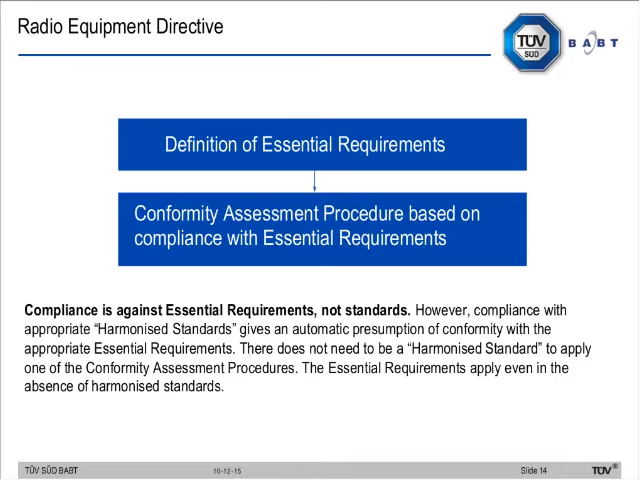 Radio Equipment Directive
TÜV
SÜD
BABT
Definition of Essential Requirements
Conformity Assessment Procedure based on
compliance with Essential Requirements
Compliance is against Essential Requirements, not standards. However, compliance with
appropriate “Harmonised Standards” gives an automatic presumption of conformity with the
appropriate Essential Requirements. There does not need to be a “Harmonised Standard” to apply
one of the Conformity Assessment Procedures. The Essential Requirements apply even in the
absence of harmonised standards.
TÜV SÜD BABT 10-12-15 Slide 14 TÜV®